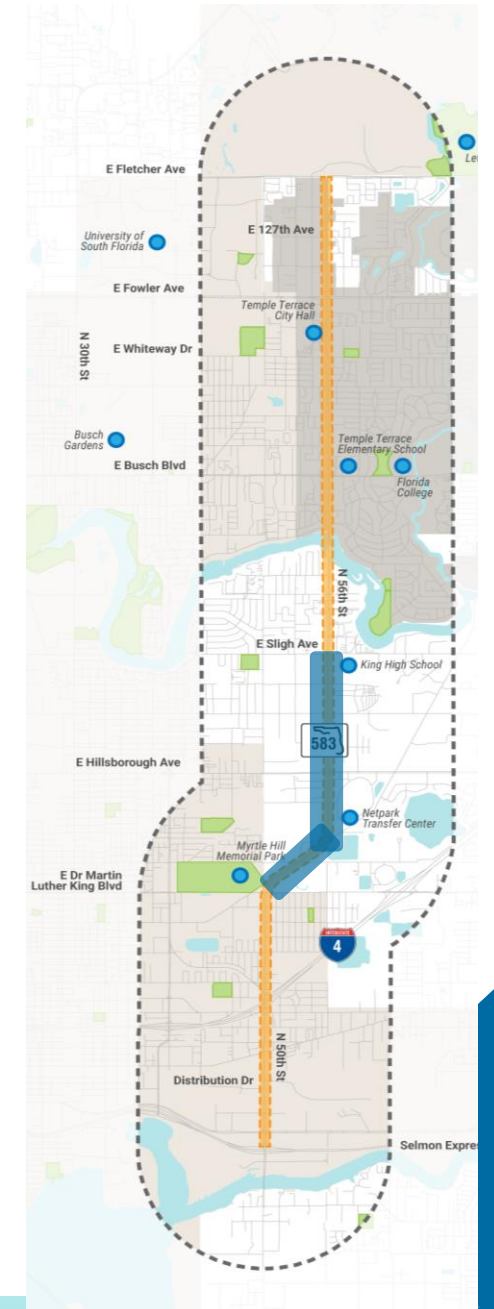 E Fletcher Ave
E 127th Ave
University of
South Florida
E Fowler Ave
Temple Terrace
City Hall
E Whiteway Dr
N 30th St
Busch
Gardens
Temple Terrace
Elementary School
E Busch Blvd
Florida
College
N 56th St
E Sligh Ave
King High School
583
E Hillsborough Ave
Netpark
Transfer Center
Myrtle Hill
Memorial Park
E Dr Martin
Luther King Blvd
4
N 50th St
Distribution Dr
Selmon Expre